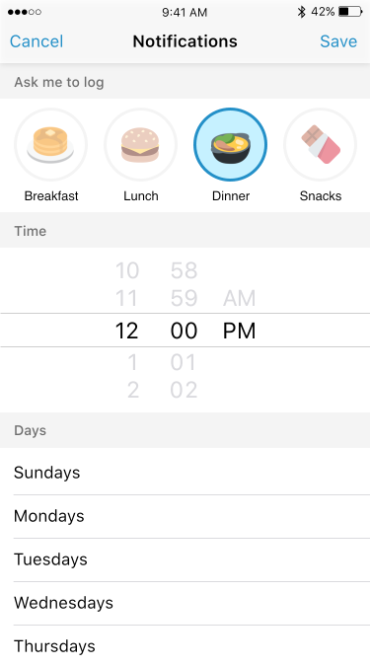 9:41 AM 42%
Cancel Notifications Save
Ask me to log
Breakfast Lunch Dinner Snacks
Time
10 58
11 59 AM
12 00 PM
1 01
2 02
Days
Sundays
Mondays
Tuesdays
Wednesdays
Thursdays